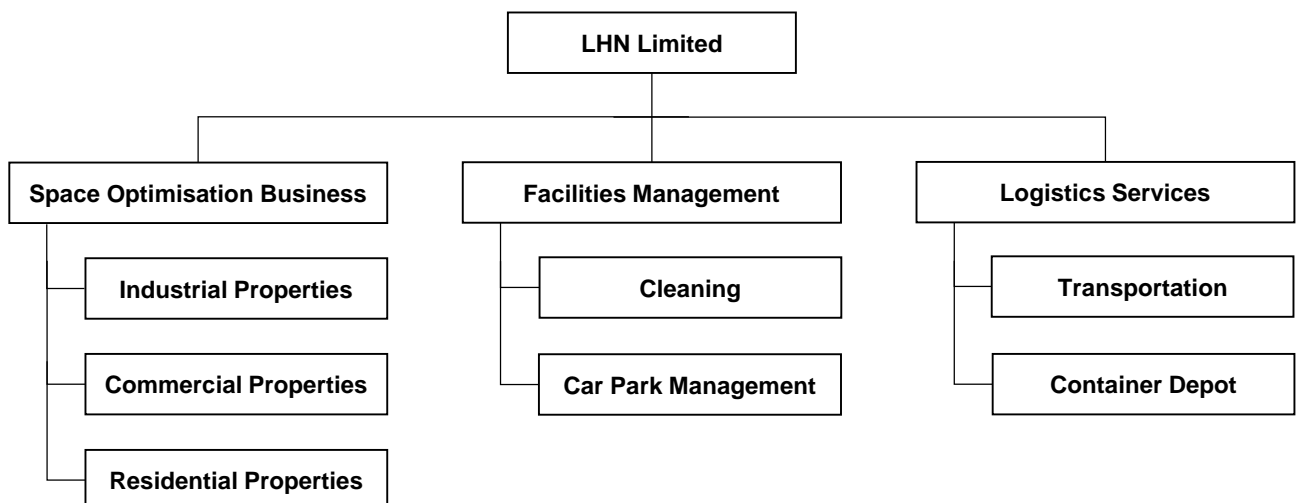 LHN Limited
Space Optimisation Business
Facilities Management
Logistics Services
Industrial Properties
Cleaning
Transportation
Commercial Properties
Car Park Management
Container Depot
Residential Properties